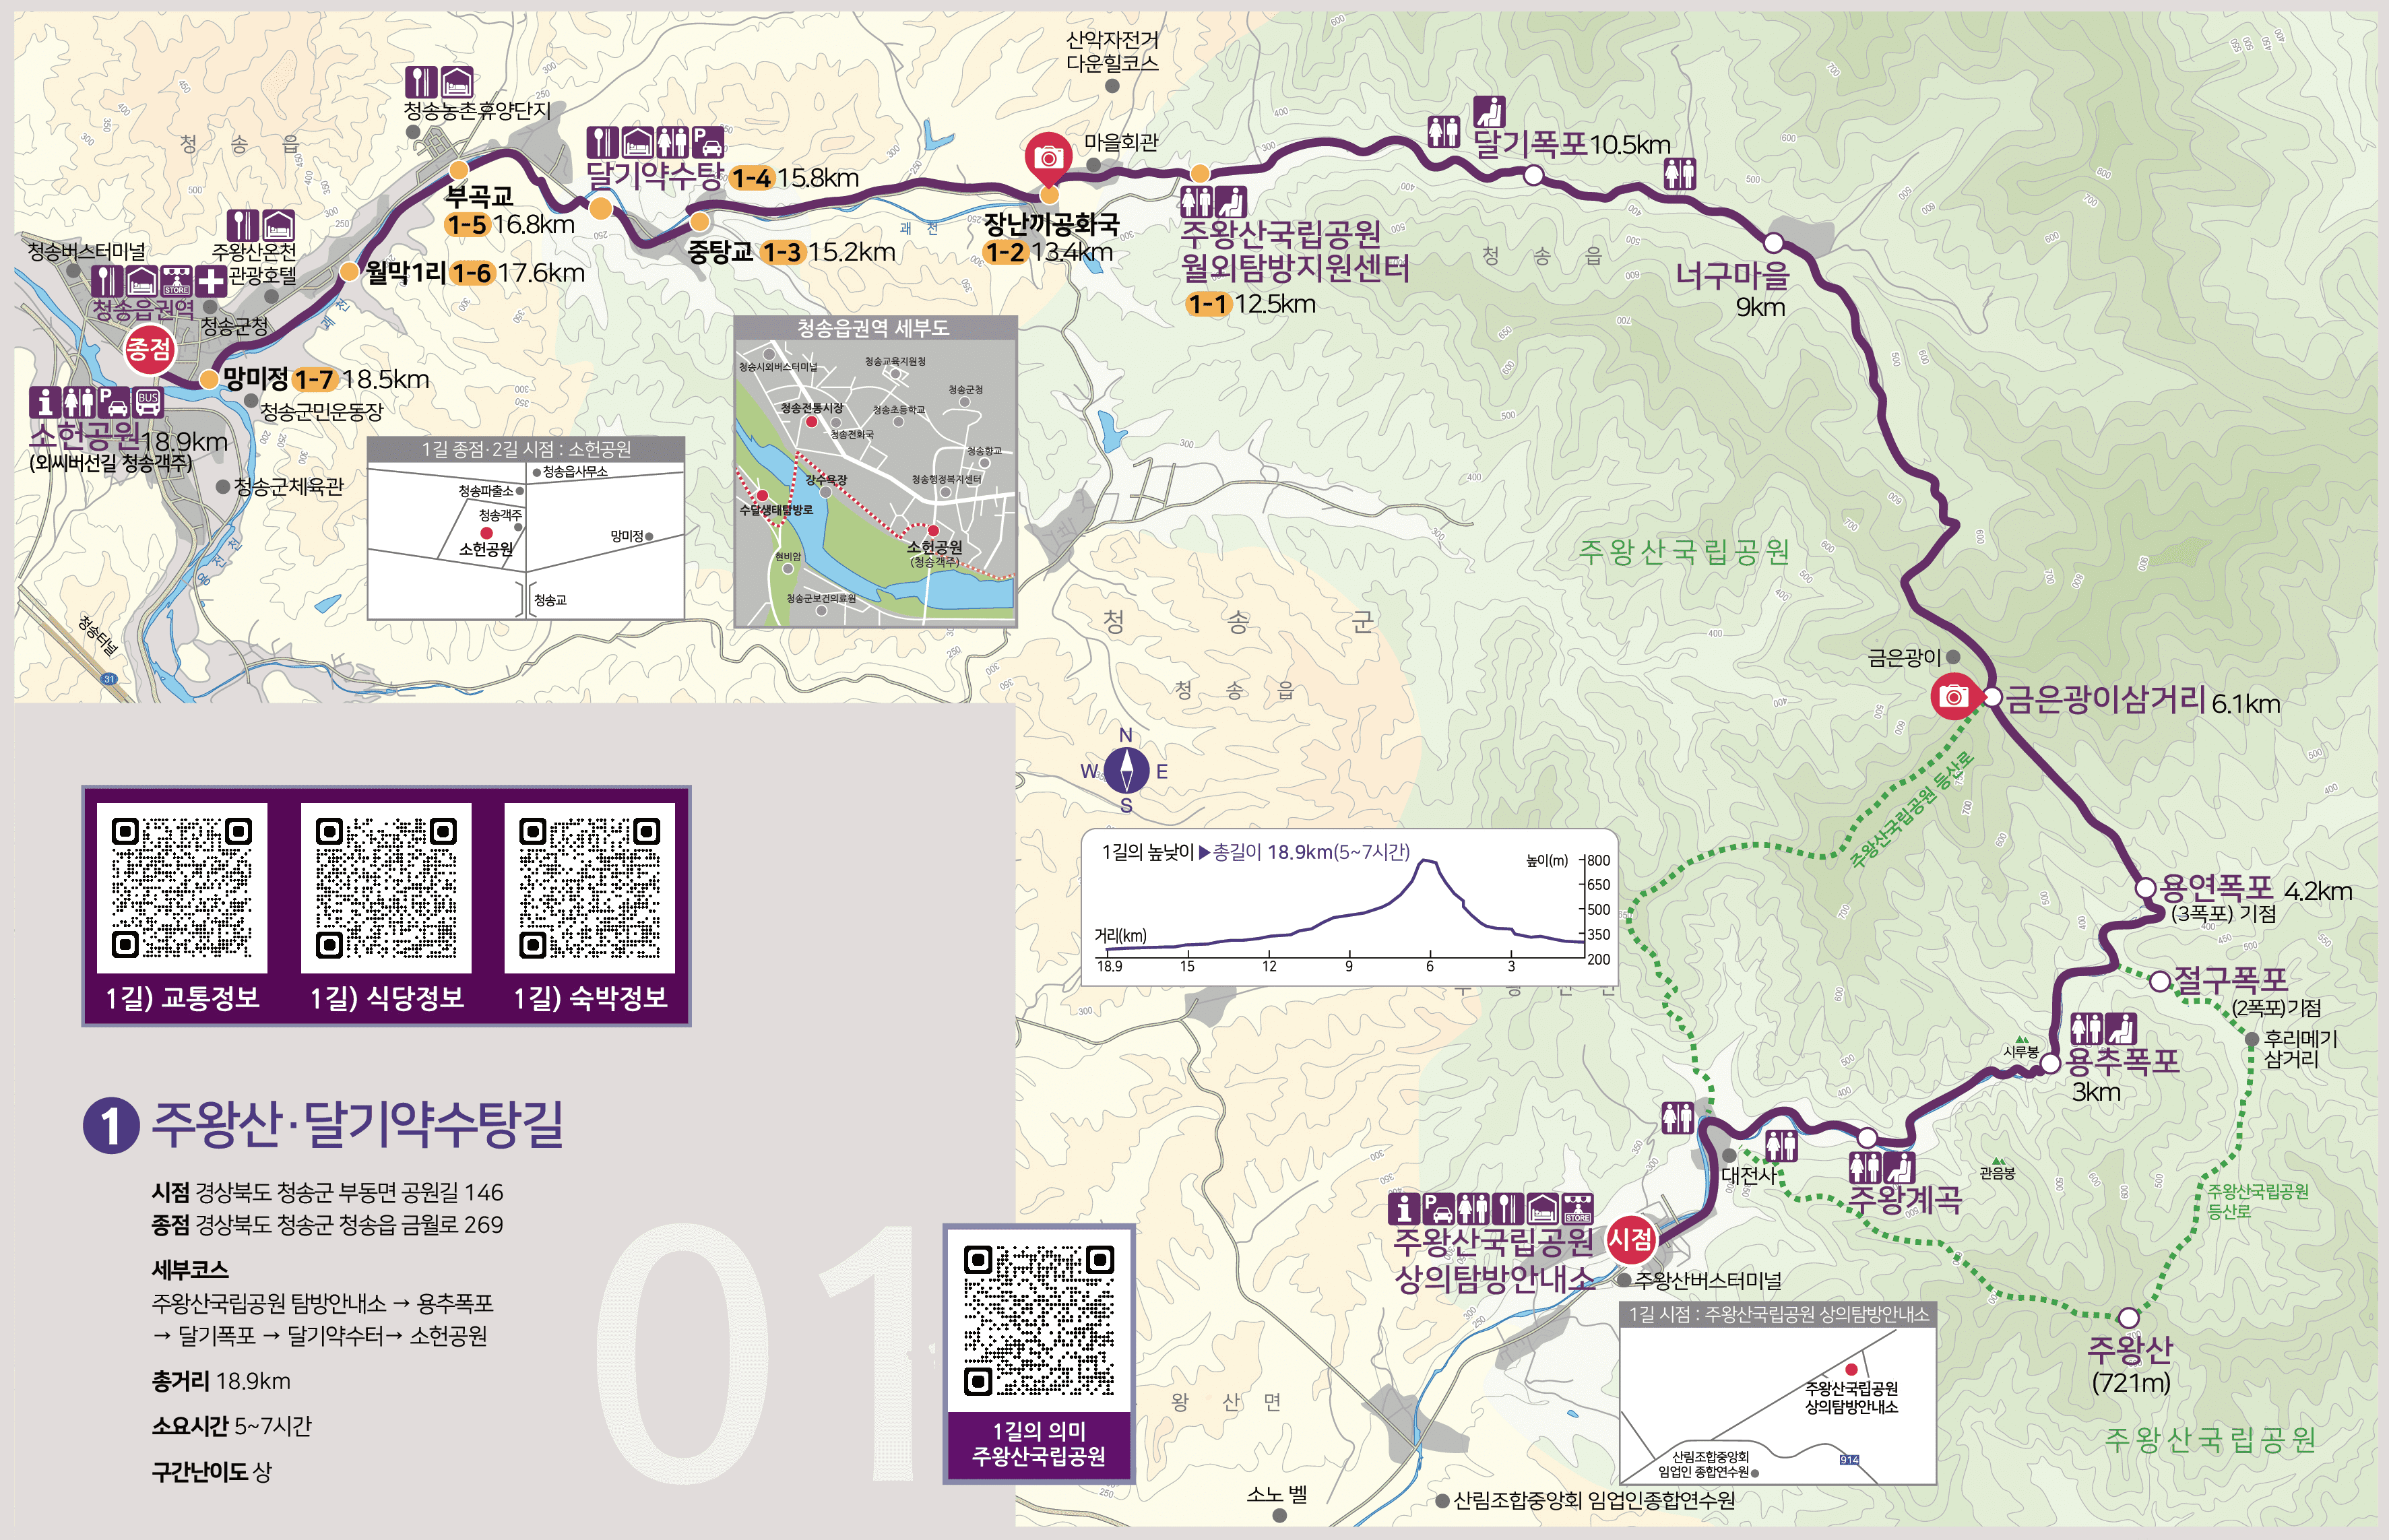 산악자전거
다운힐코스
청송농촌휴양단지
청 송 읍
마을회관
달기폭포 10.5km
달기약수탕 1-4 15.8km
부곡교
1-5 16.8km
괘 천
장난끼공화국
1-2 13.4km
중탕교 1-3 15.2km
주왕산국립공원
월외탐방지원센터
1-1 12.5km
청 송 읍
너구마을
9km
청송버스터미널
주왕산온천
관광호텔
월막1리 1-6 17.6km
STORE
청송읍권역
청송군청
괘 천
종점
망미정 1-7 18.5km
P
BUS
청송군민운동장
소헌공원 18.9km
(외씨버선길 청송객주)
청송군체육관
용전천
청송터널
31
1길 종점·2길 시점 : 소헌공원
청송읍사무소
청송파출소
청송객주
소헌공원
망미정
청송교
청송읍권역 세부도
청송시외버스터미널
청송교육지원청
청송군청
청송전통시장
청송초등학교
청송전화국
청송향교
강수욕장
청송행정복지센터
수달생태탐방로
소헌공원
(청송객주)
현비암
청송군보건의료원
주왕산국립공원
청 송 군
청 송 읍
금은광이
금은광이삼거리 6.1km
주왕산국립공원 등산로
N
W E
S
1길의 높낮이 ▶총길이 18.9km(5~7시간)
높이(m)
800
650
500
350
200
거리(km)
18.9 15 12 9 6 3
용연폭포 4.2km
(3폭포) 기점
절구폭포
(2폭포)기점
후리메기
삼거리
시루봉
용추폭포
3km
대전사
관음봉
주왕계곡
주왕산국립공원
등산로
P
STORE
주왕산국립공원
상의탐방안내소
시점
주왕산버스터미널
1길 시점 : 주왕산국립공원 상의탐방안내소
주왕산국립공원
상의탐방안내소
산림조합중앙회
임업인 종합연수원
914
주왕산
(721m)
주왕산국립공원
왕 산 면
소노 벨
산림조합중앙회 임업인종합연수원
1길) 교통정보
1길) 식당정보
1길) 숙박정보
1 주왕산·달기약수탕길
시점 경상북도 청송군 부동면 공원길 146
종점 경상북도 청송군 청송읍 금월로 269
세부코스
주왕산국립공원 탐방안내소 → 용추폭포
→ 달기폭포 → 달기약수터→ 소헌공원
총거리 18.9km
소요시간 5~7시간
구간난이도 상
01
1길의 의미
주왕산국립공원